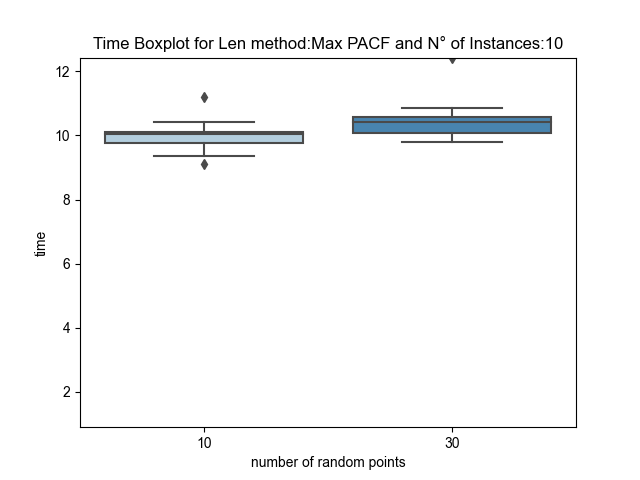 Time Boxplot for Len method:Max PACF and N° of Instances:10
12
10
8
6
4
2
time
10 30
number of random points